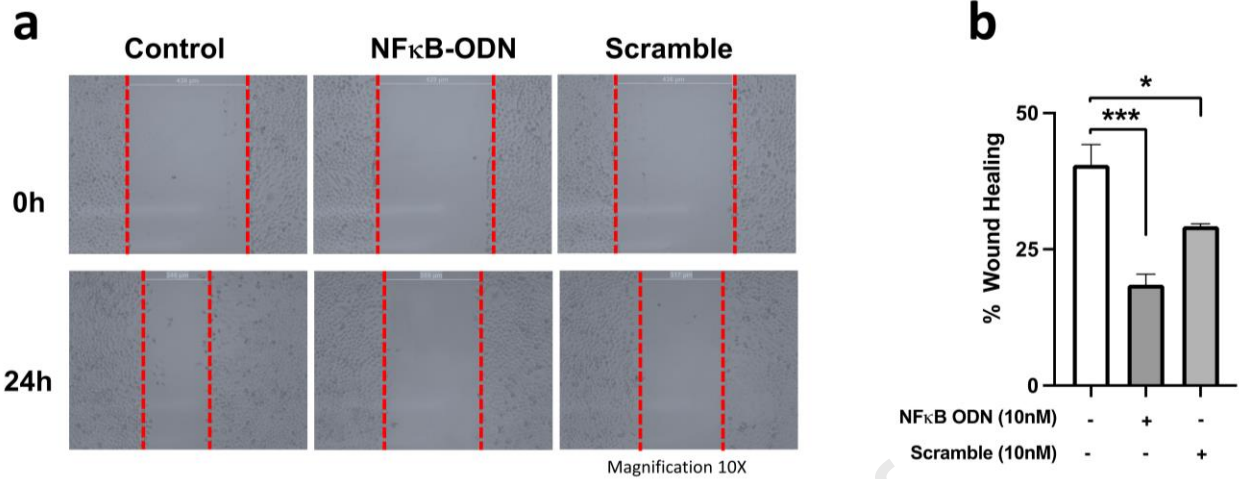 a
Control NFκB-ODN Scramble
0h
24h
Magnification 10X
b
*
***
50
25
0
% Wound Healing
NFκB ODN (10nM) - + -
Scramble (10nM) - - +